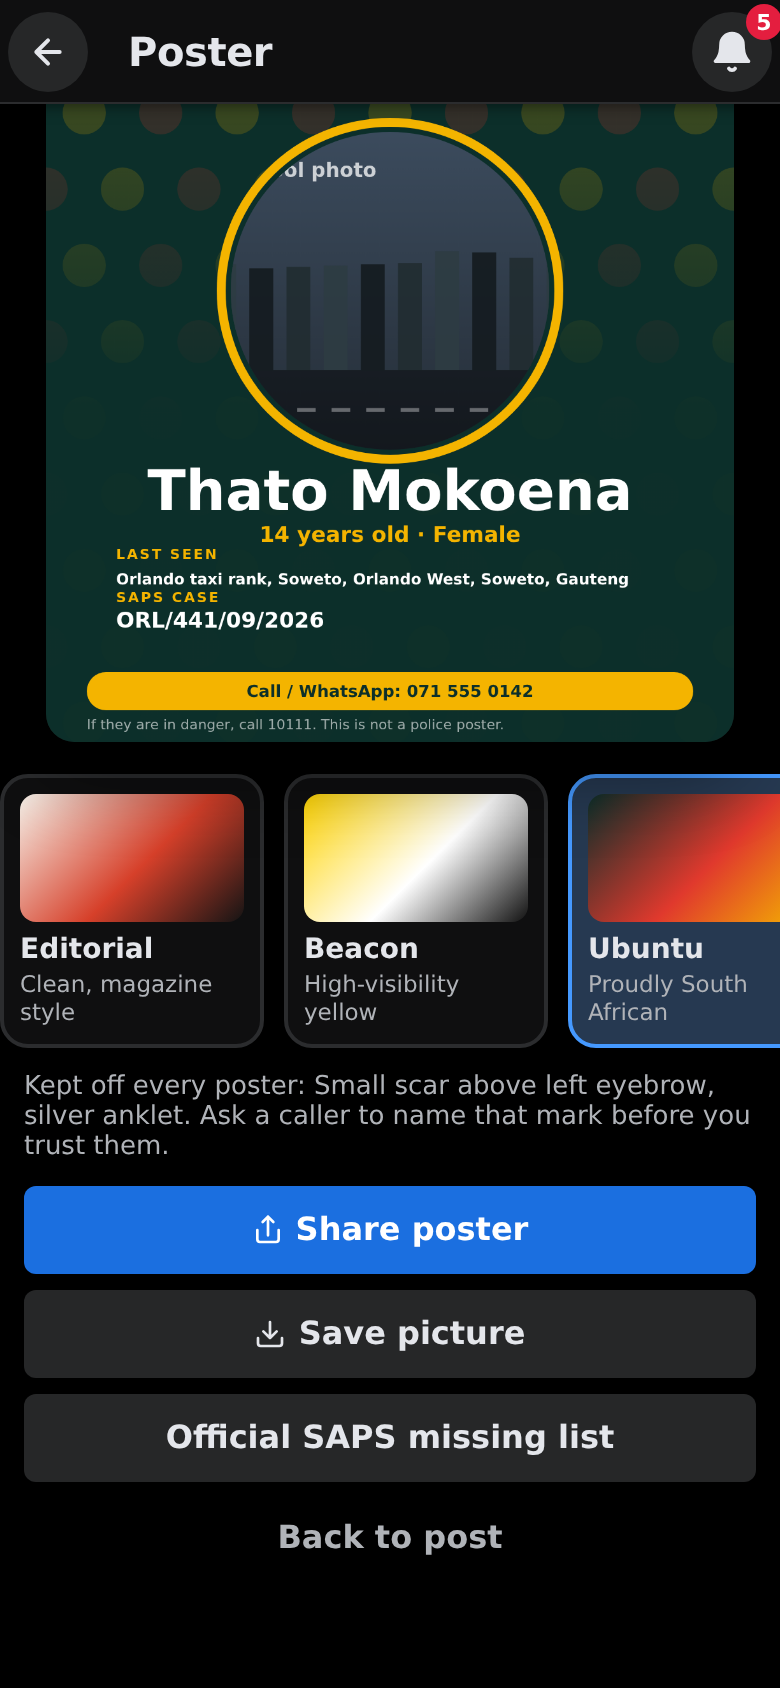 Poster
5
ol photo
Thato Mokoena
14 years old · Female
LAST SEEN
Orlando taxi rank, Soweto, Orlando West, Soweto, Gauteng
SAPS CASE
ORL/441/09/2026
Call / WhatsApp: 071 555 0142
If they are in danger, call 10111. This is not a police poster.
Editorial
Clean, magazine
style
Beacon
High-visibility
yellow
Ubuntu
Proudly South
African
Kept off every poster: Small scar above left eyebrow,
silver anklet. Ask a caller to name that mark before you
trust them.
Share poster
Save picture
Official SAPS missing list
Back to post